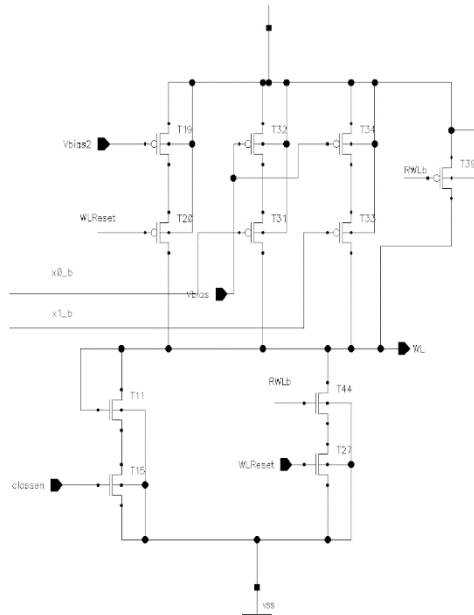 T19
T32
T34
Vbias2
RWLb
T39
WLReset
T20
T31
T33
x0_b
Vbias
x1_b
WL
T11
RWLb
T44
T15
WLReset
T27
classen
vss